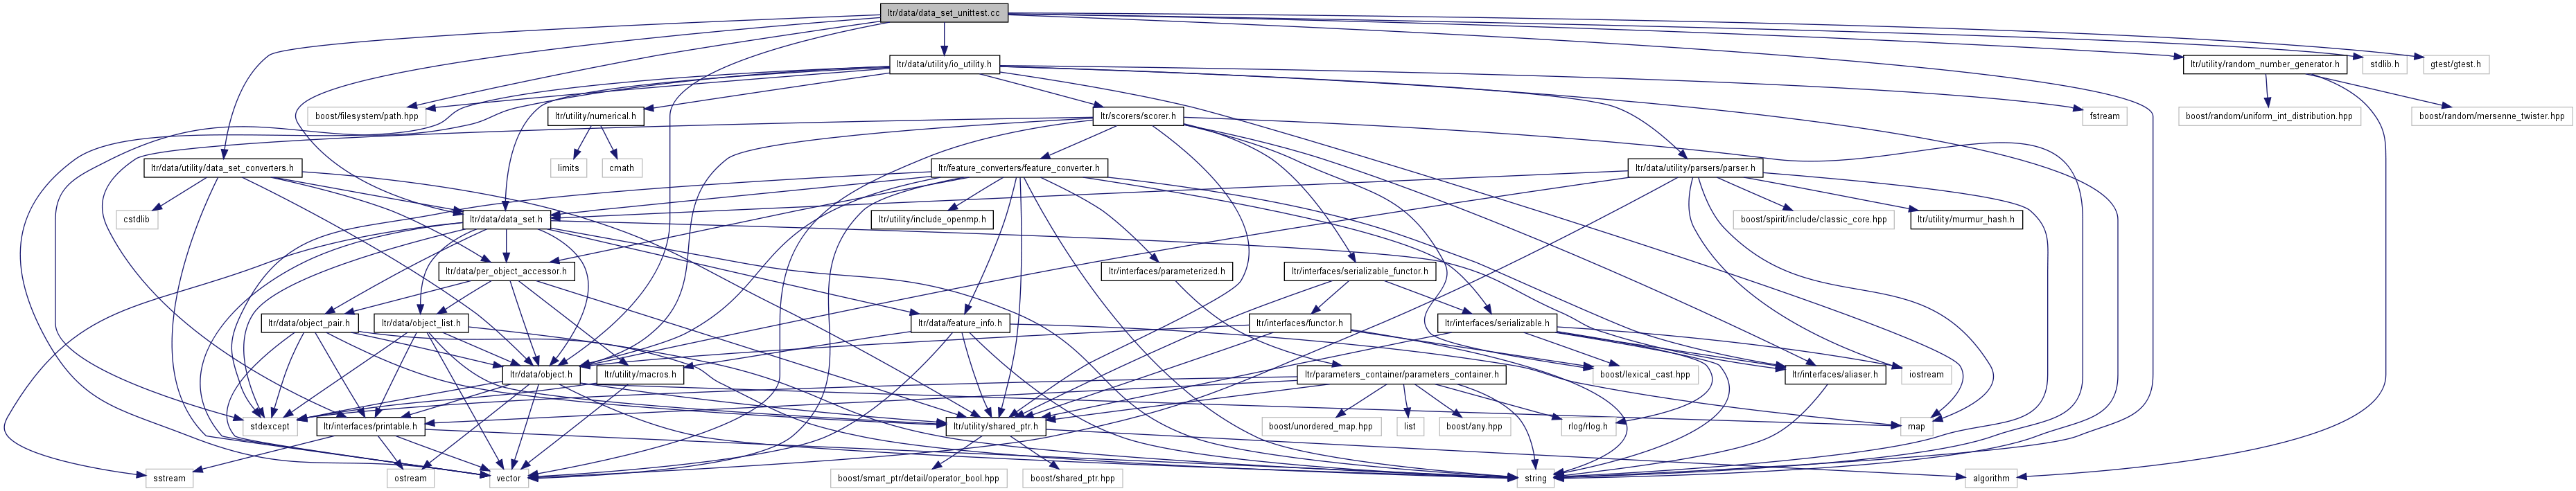 ltr/data/data_set_unittest.cc
ltr/data/utility/io_utility.h
ltr/utility/random_number_generator.h
stdlib.h
gtest/gtest.h
boost/filesystem/path.hpp
ltr/utility/numerical.h
ltr/scorers/scorer.h
fstream
boost/random/uniform_int_distribution.hpp
boost/random/mersenne_twister.hpp
ltr/data/utility/data_set_converters.h
limits
cmath
ltr/feature_converters/feature_converter.h
ltr/data/utility/parsers/parser.h
cstdlib
ltr/data/data_set.h
ltr/utility/include_openmp.h
boost/spirit/include/classic_core.hpp
ltr/utility/murmur_hash.h
ltr/data/per_object_accessor.h
ltr/interfaces/parameterized.h
ltr/interfaces/serializable_functor.h
ltr/data/object_pair.h
ltr/data/object_list.h
ltr/data/feature_info.h
ltr/interfaces/functor.h
ltr/interfaces/serializable.h
ltr/data/object.h
ltr/utility/macros.h
ltr/parameters_container/parameters_container.h
boost/lexical_cast.hpp
ltr/interfaces/aliaser.h
iostream
stdexcept
ltr/interfaces/printable.h
ltr/utility/shared_ptr.h
boost/unordered_map.hpp
list
boost/any.hpp
rlog/rlog.h
map
sstream
ostream
vector
boost/smart_ptr/detail/operator_bool.hpp
boost/shared_ptr.hpp
string
algorithm